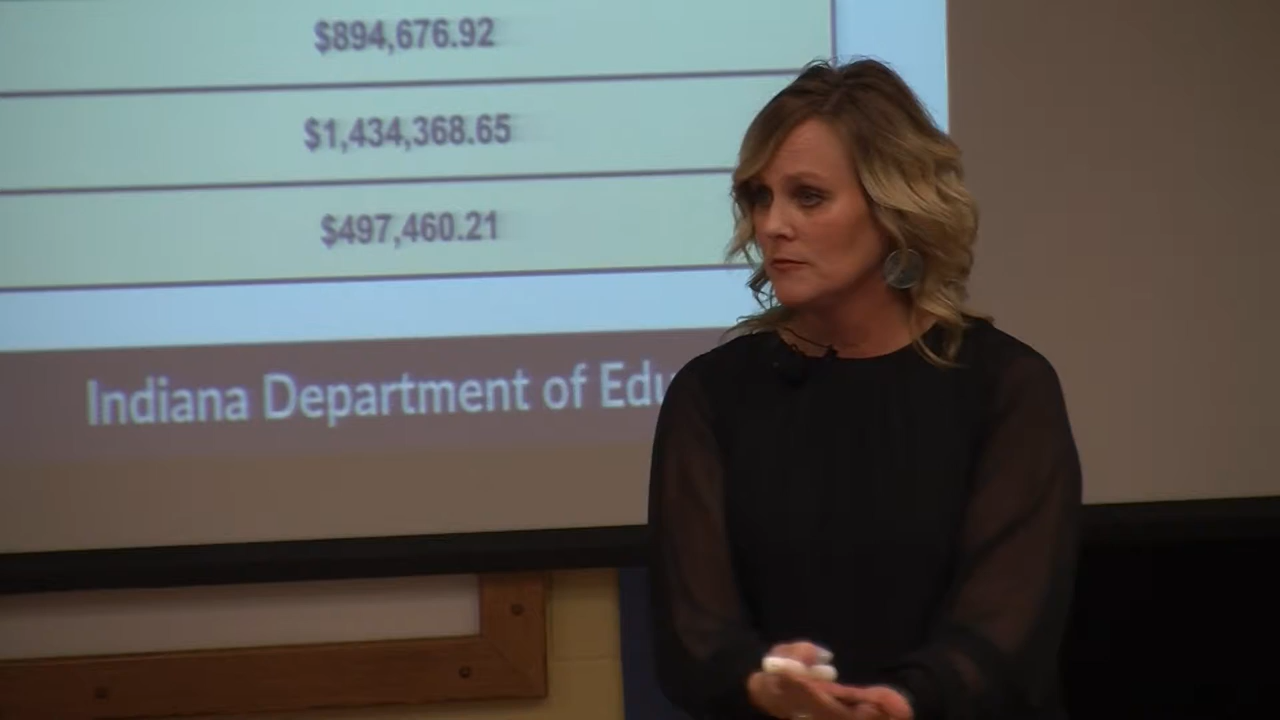 $894,676.92
$1,434,368.65
$497,460.21
Indiana Department of Edu